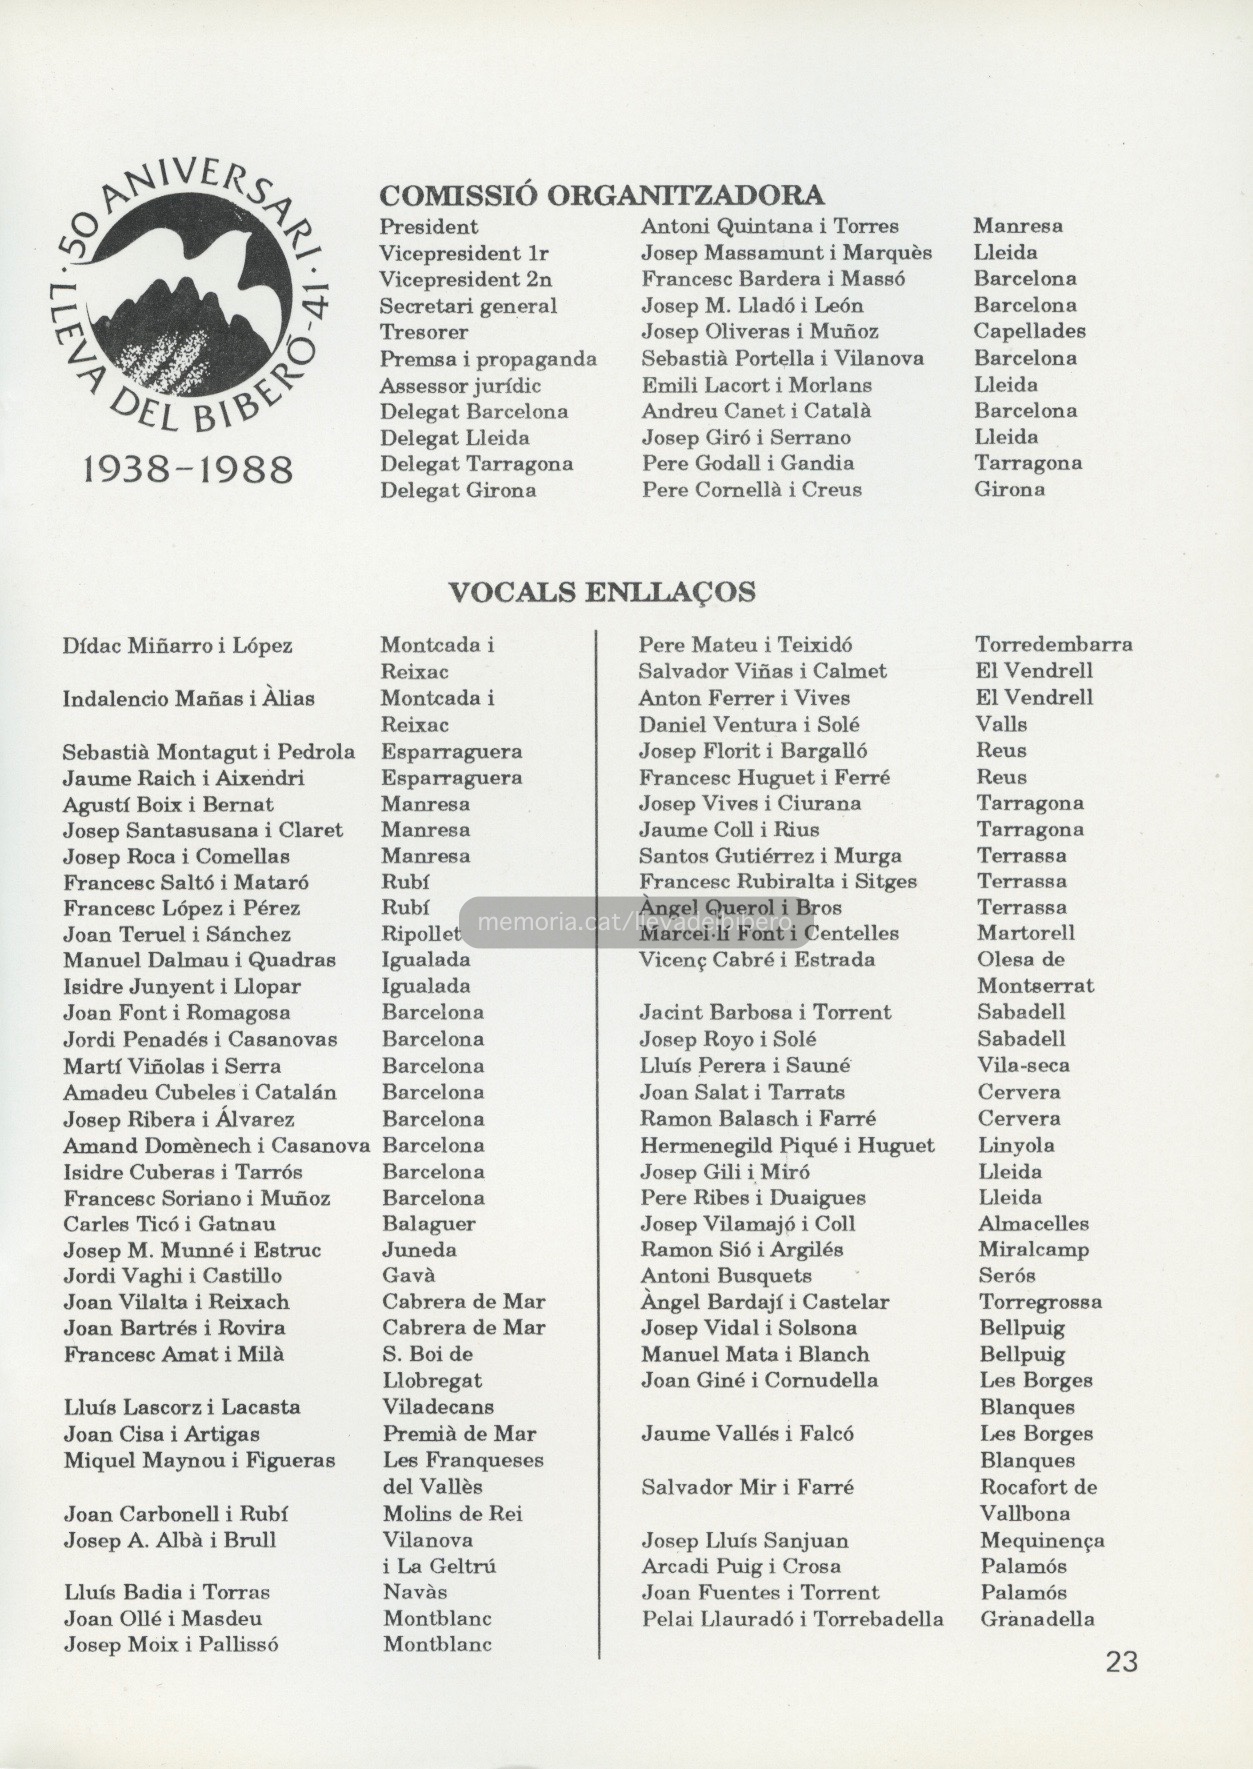 50 ANIVERSARI · LLEVA DEL BIBERÓ-41 ·
1938-1988
COMISSIÓ ORGANITZADORA
President Antoni Quintana i Torres Manresa
Vicepresident 1r Josep Massamunt i Marquès Lleida
Vicepresident 2n Francesc Bardera i Massó Barcelona
Secretari general Josep M. Lladó i León Barcelona
Tresorer Josep Oliveras i Muñoz Capellades
Premsa i propaganda Sebastià Portella i Vilanova Barcelona
Assessor jurídic Emili Lacort i Morlans Lleida
Delegat Barcelona Andreu Canet i Català Barcelona
Delegat Lleida Josep Giró i Serrano Lleida
Delegat Tarragona Pere Godall i Gandia Tarragona
Delegat Girona Pere Cornellà i Creus Girona
VOCALS ENLLAÇOS
Dídac Miñarro i López Montcada i
Reixac
Indalencio Mañas i Àlias Montcada i
Reixac
Sebastià Montagut i Pedrola Esparraguera
Jaume Raich i Aixendri Esparraguera
Agustí Boix i Bernat Manresa
Josep Santasusana i Claret Manresa
Josep Roca i Comellas Manresa
Francesc Saltó i Mataró Rubí
Francesc López i Pérez Rubí
Joan Teruel i Sánchez Ripollet
Manuel Dalmau i Quadras Igualada
Isidre Junyent i Llopar Igualada
Joan Font i Romagosa Barcelona
Jordi Penadés i Casanovas Barcelona
Martí Viñolas i Serra Barcelona
Amadeu Cubeles i Catalán Barcelona
Josep Ribera i Álvarez Barcelona
Amand Domènech i Casanova Barcelona
Isidre Cuberas i Tarrós Barcelona
Francesc Soriano i Muñoz Barcelona
Carles Ticó i Gatnau Balaguer
Josep M. Munné i Estruc Juneda
Jordi Vaghi i Castillo Gavà
Joan Vilalta i Reixach Cabrera de Mar
Joan Bartrés i Rovira Cabrera de Mar
Francesc Amat i Milà S. Boi de
Llobregat
Lluís Lascorz i Lacasta Viladecans
Joan Cisa i Artigas Premià de Mar
Miquel Maynou i Figueras Les Franqueses
del Vallès
Joan Carbonell i Rubí Molins de Rei
Josep A. Albà i Brull Vilanova
i La Geltrú
Lluís Badia i Torras Navàs
Joan Ollé i Masdeu Montblanc
Josep Moix i Pallissó Montblanc
Pere Mateu i Teixidó Torredembarra
Salvador Viñas i Calmet El Vendrell
Anton Ferrer i Vives El Vendrell
Daniel Ventura i Solé Valls
Josep Florit i Bargalló Reus
Francesc Huguet i Ferré Reus
Josep Vives i Ciurana Tarragona
Jaume Coll i Rius Tarragona
Santos Gutiérrez i Murga Terrassa
Francesc Rubiralta i Sitges Terrassa
Àngel Querol i Bros Terrassa
Marcel·lí Font i Centelles Martorell
Vicenç Cabré i Estrada Olesa de
Montserrat
Jacint Barbosa i Torrent Sabadell
Josep Royo i Solé Sabadell
Lluís Perera i Sauné Vila-seca
Joan Salat i Tarrats Cervera
Ramon Balasch i Farré Cervera
Hermenegild Piqué i Huguet Linyola
Josep Gili i Miró Lleida
Pere Ribes i Duaigues Lleida
Josep Vilamajó i Coll Almacelles
Ramon Sió i Argilés Miralcamp
Antoni Busquets Serós
Àngel Bardají i Castelar Torregrossa
Josep Vidal i Solsona Bellpuig
Manuel Mata i Blanch Bellpuig
Joan Giné i Cornudella Les Borges
Blanques
Jaume Vallés i Falcó Les Borges
Blanques
Salvador Mir i Farré Rocafort de
Vallbona
Josep Lluís Sanjuan Mequinença
Arcadi Puig i Crosa Palamós
Joan Fuentes i Torrent Palamós
Pelai Llauradó i Torrebadella Granadella
memoria.cat/llevadelbibero
23